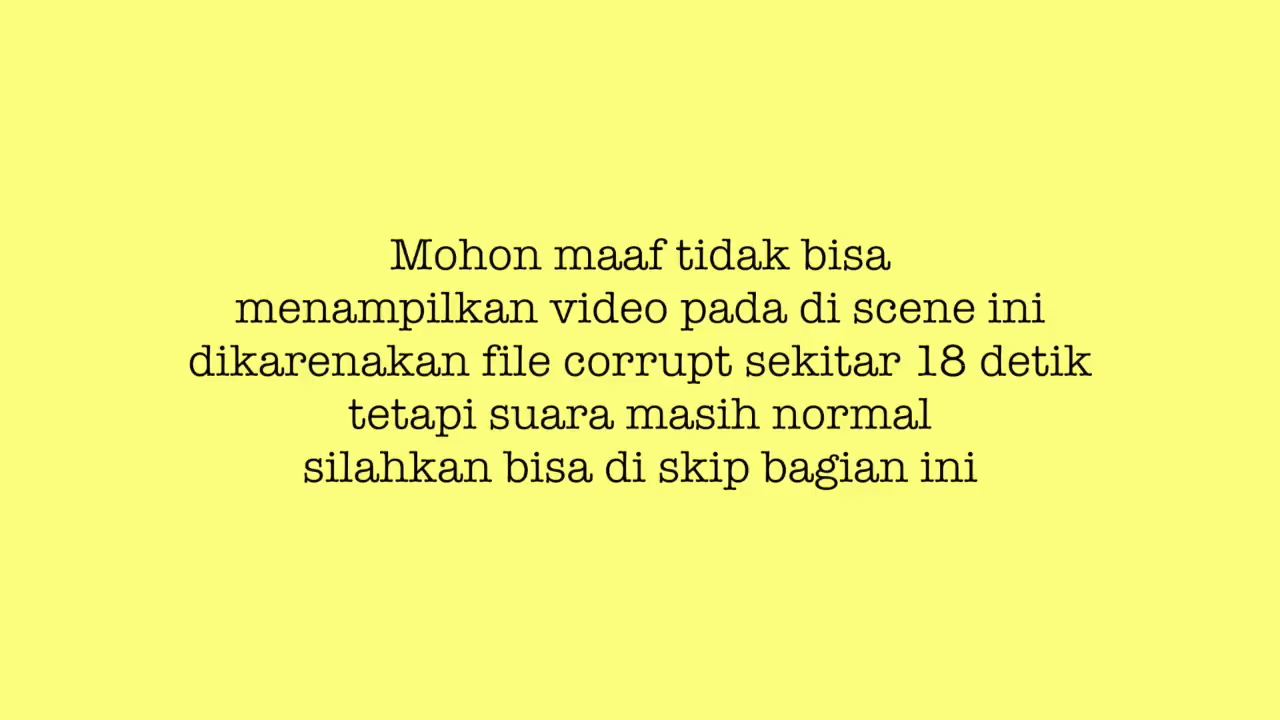 Mohon maaf tidak bisa
menampilkan video pada di scene ini
dikarenakan file corrupt sekitar 18 detik
tetapi suara masih normal
silahkan bisa di skip bagian ini